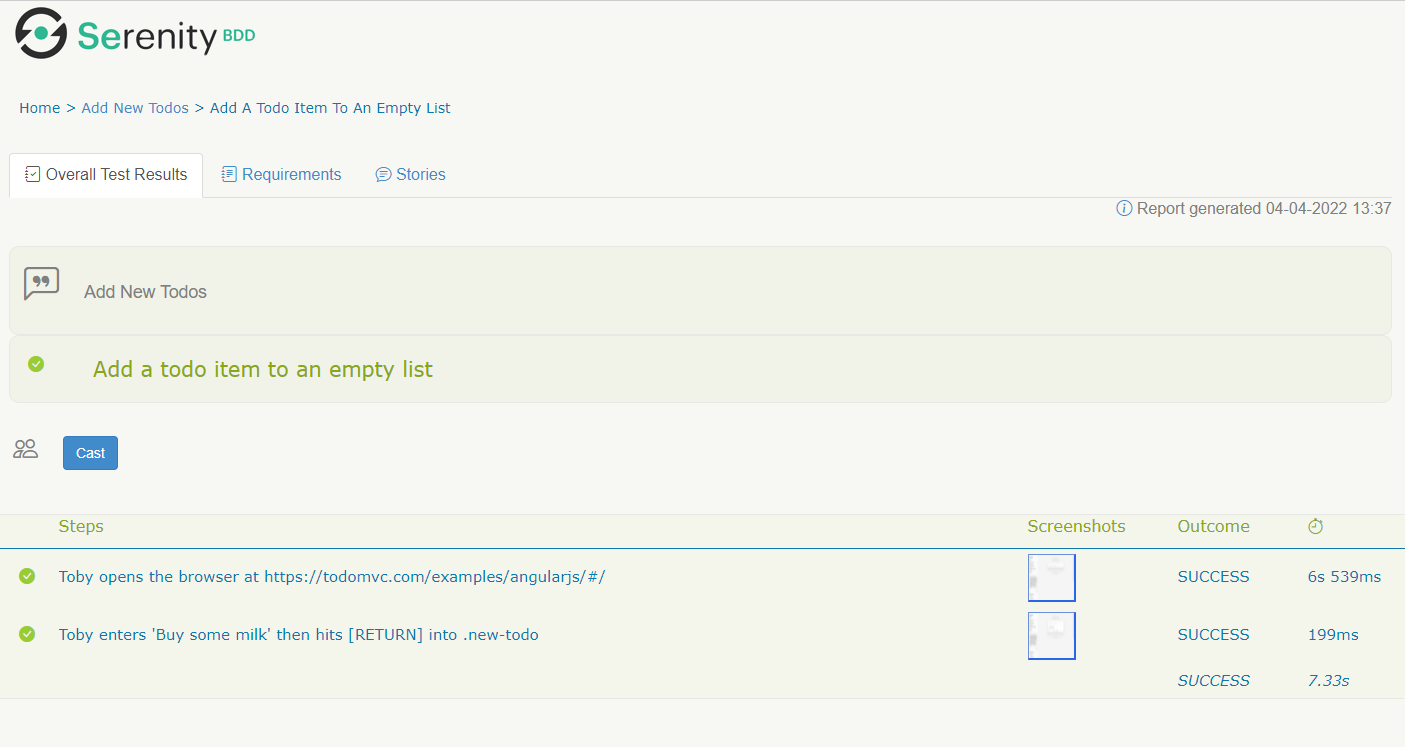 Serenity BDD
Home > Add New Todos > Add A Todo Item To An Empty List
Overall Test Results Requirements Stories
Report generated 04-04-2022 13:37
Add New Todos
Add a todo item to an empty list
Cast
Steps Screenshots Outcome
Toby opens the browser at https://todomvc.com/examples/angularjs/#/ SUCCESS 6s 539ms
Toby enters 'Buy some milk' then hits [RETURN] into .new-todo SUCCESS 199ms
SUCCESS 7.33s